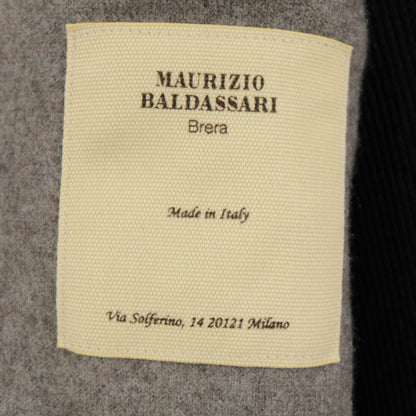 MAURIZIO
BALDASSARI
Brera
Made in Italy
Via Solferino, 14 20121 Milano